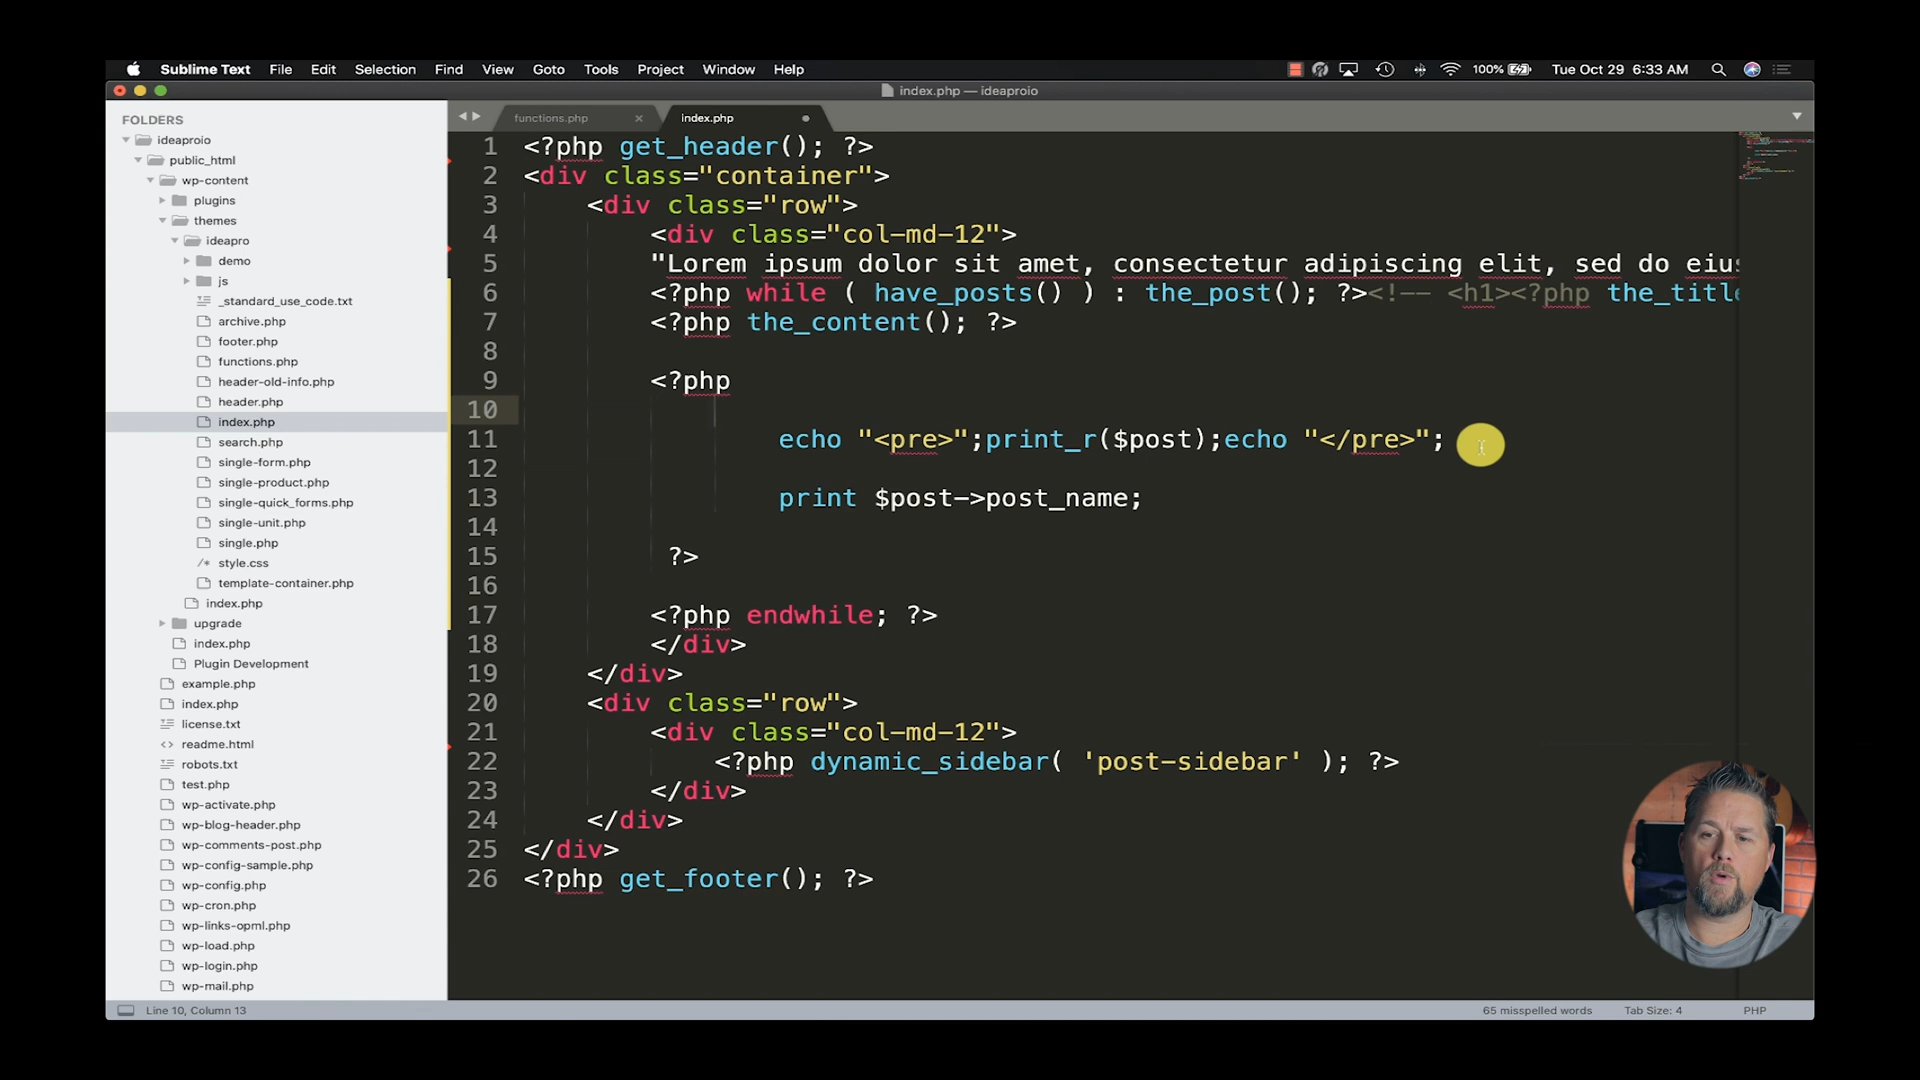 Sublime Text File Edit Selection Find View Goto Tools Project Window Help 100% Tue Oct 29 6:33 AM
index.php — ideaproio
FOLDERS
ideaproio
public_html
wp-content
plugins
themes
ideapro
demo
js
_standard_use_code.txt
archive.php
footer.php
functions.php
header-old-info.php
header.php
index.php
search.php
single-form.php
single-product.php
single-quick_forms.php
single-unit.php
single.php
style.css
template-container.php
index.php
upgrade
index.php
Plugin Development
example.php
index.php
license.txt
readme.html
robots.txt
test.php
wp-activate.php
wp-blog-header.php
wp-comments-post.php
wp-config-sample.php
wp-config.php
wp-cron.php
wp-links-opml.php
wp-load.php
wp-login.php
wp-mail.php
functions.php index.php
1 <?php get_header(); ?>
2 <div class="container">
3 <div class="row">
4 <div class="col-md-12">
5 "Lorem ipsum dolor sit amet, consectetur adipiscing elit, sed do eius
6 <?php while ( have_posts() ) : the_post(); ?><!-- <h1><?php the_title
7 <?php the_content(); ?>
8
9 <?php
10
11 echo "<pre>";print_r($post);echo "</pre>";
12
13 print $post->post_name;
14
15 ?>
16
17 <?php endwhile; ?>
18 </div>
19 </div>
20 <div class="row">
21 <div class="col-md-12">
22 <?php dynamic_sidebar( 'post-sidebar' ); ?>
23 </div>
24 </div>
25 </div>
26 <?php get_footer(); ?>
Line 10, Column 13 65 misspelled words Tab Size: 4 PHP